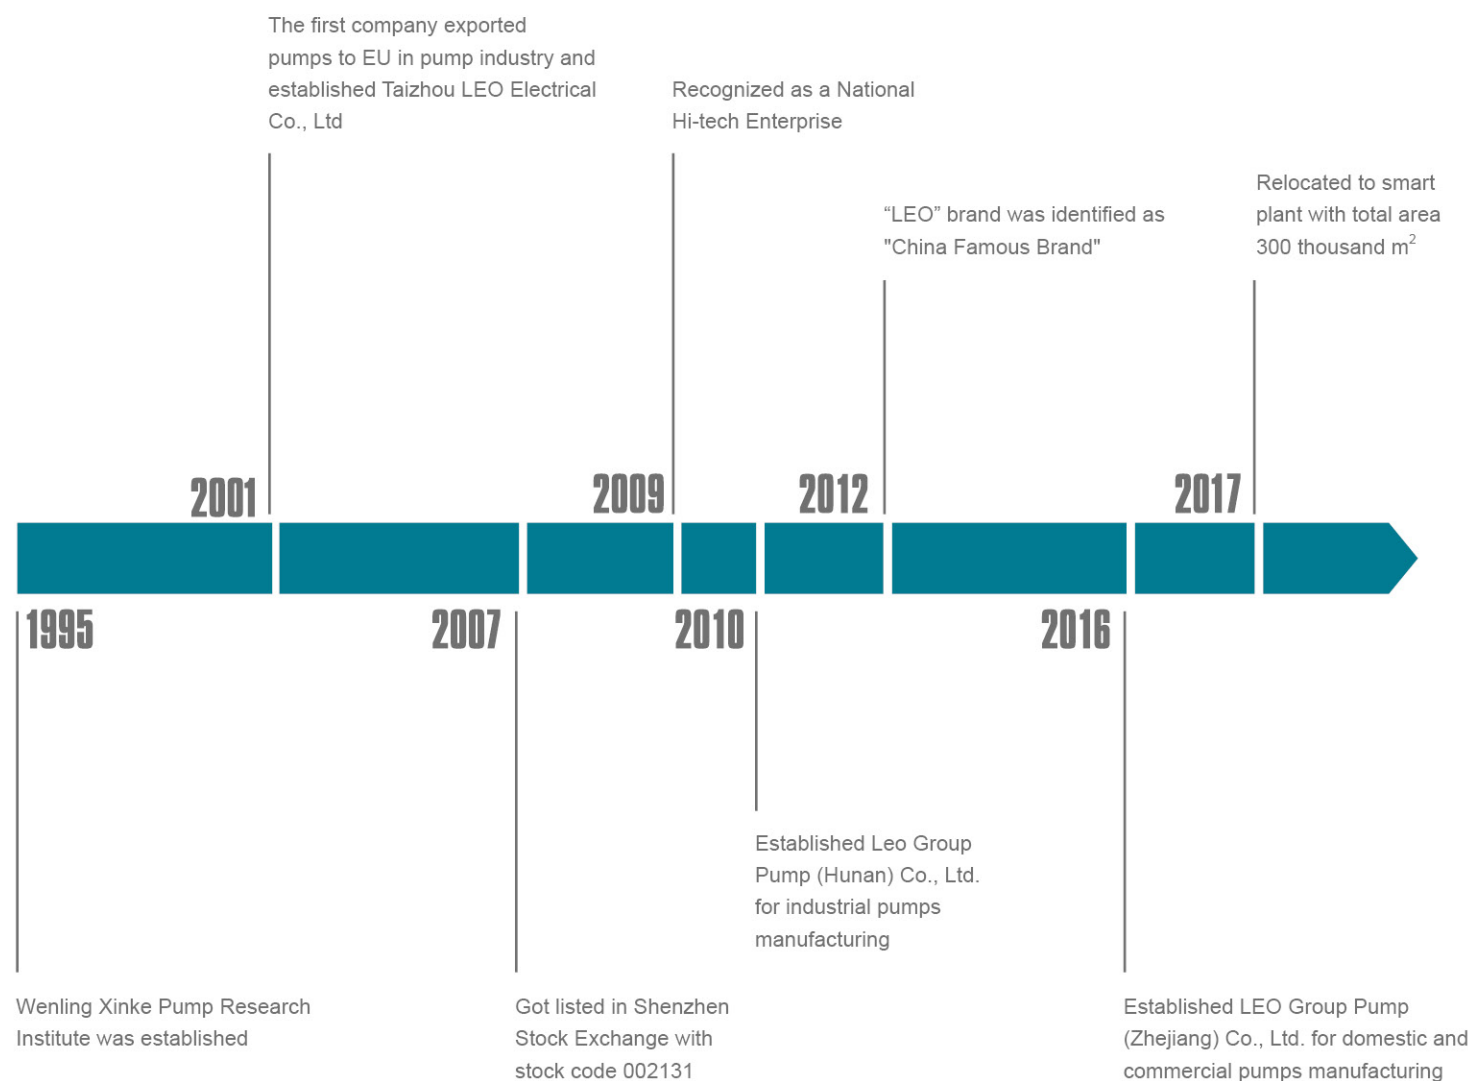 The first company exported
pumps to EU in pump industry and
established Taizhou LEO Electrical
Co., Ltd
Recognized as a National
Hi-tech Enterprise
“LEO” brand was identified as
"China Famous Brand"
Relocated to smart
plant with total area
300 thousand m²
2001
2009
2012
2017
1995
2007
2010
2016
Established Leo Group
Pump (Hunan) Co., Ltd.
for industrial pumps
manufacturing
Wenling Xinke Pump Research
Institute was established
Got listed in Shenzhen
Stock Exchange with
stock code 002131
Established LEO Group Pump
(Zhejiang) Co., Ltd. for domestic and
commercial pumps manufacturing